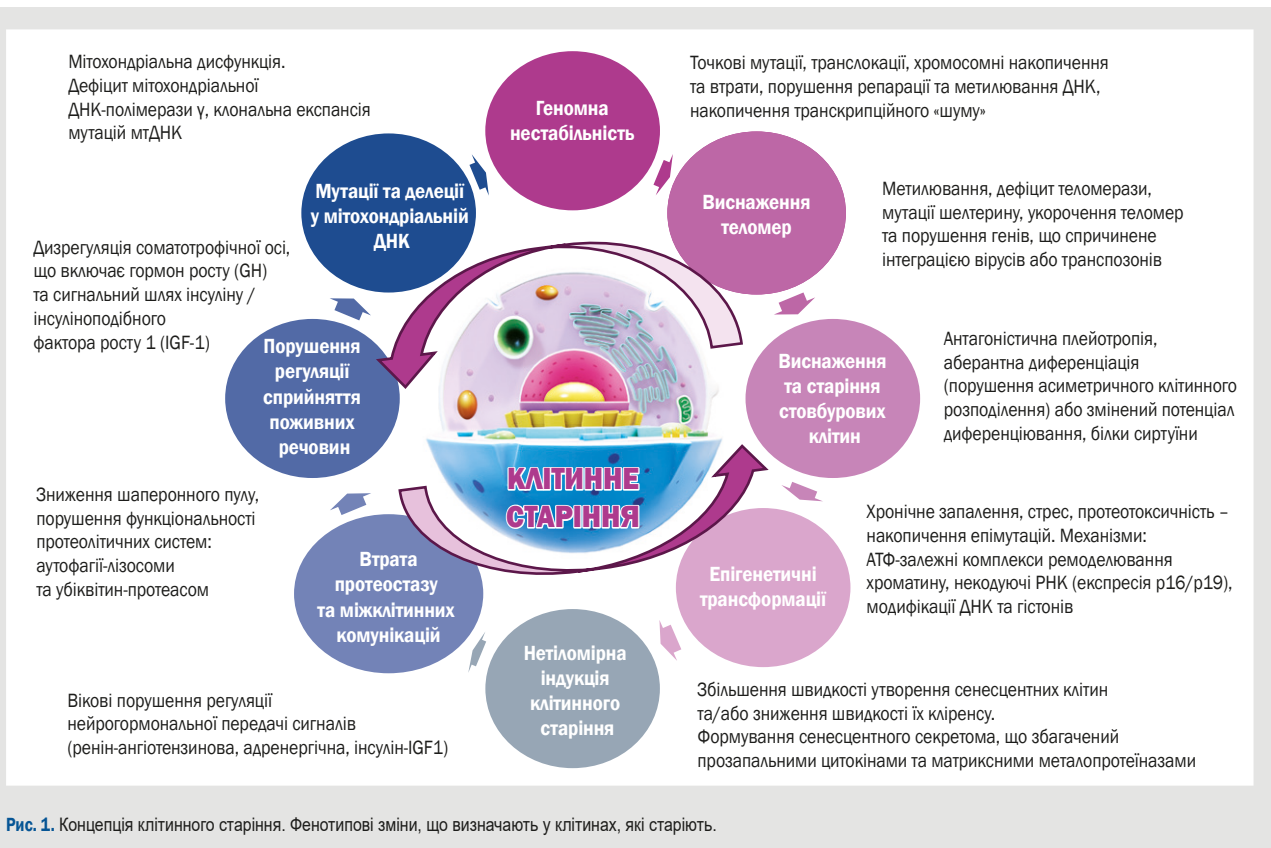 Мітохондріальна дисфункція.
Дефіцит мітохондріальної
ДНК-полімерази γ, клональна експансія
мутацій мтДНК
Геномна
нестабільність
Точкові мутації, транслокації, хромосомні накопичення
та втрати, порушення репарації та метилювання ДНК,
накопичення транскрипційного «шуму»
Мутації та делеції
у мітохондріальній
ДНК
Виснаження
теломер
Метилювання, дефіцит теломерази,
мутації шелтерину, укорочення теломер
та порушення генів, що спричинене
інтеграцією вірусів або транспозонів
Дизрегуляція соматотрофічної осі,
що включає гормон росту (GH)
та сигнальний шлях інсуліну /
інсуліноподібного
фактора росту 1 (IGF-1)
Порушення
регуляції
сприйняття
поживних
речовин
Виснаження
та старіння
стовбурових
клітин
Антагоністична плейотропія,
аберантна диференціація
(порушення асиметричного клітинного
розподілення) або змінений потенціал
диференціювання, білки сиртуїни
КЛІТИННЕ
СТАРІННЯ
Зниження шаперонного пулу,
порушення функціональності
протеолітичних систем:
аутофагії-лізосоми
та убіквітин-протеасом
Втрата
протеостазу
та міжклітинних
комунікацій
Епігенетичні
трансформації
Хронічне запалення, стрес, протеотоксичність –
накопичення епімутацій. Механізми:
АТФ-залежні комплекси ремоделювання
хроматину, некодуючі РНК (експресія p16/p19),
модифікації ДНК та гістонів
Нетіломірна
індукція
клітинного
старіння
Вікові порушення регуляції
нейрогормональної передачі сигналів
(ренін-ангіотензинова, адренергічна, інсулін-IGF1)
Збільшення швидкості утворення сенесцентних клітин
та/або зниження швидкості їх кліренсу.
Формування сенесцентного секретома, що збагачений
прозапальними цитокінами та матриксними металопротеїназами
Рис. 1. Концепція клітинного старіння. Фенотипові зміни, що визначають у клітинах, які старіють.